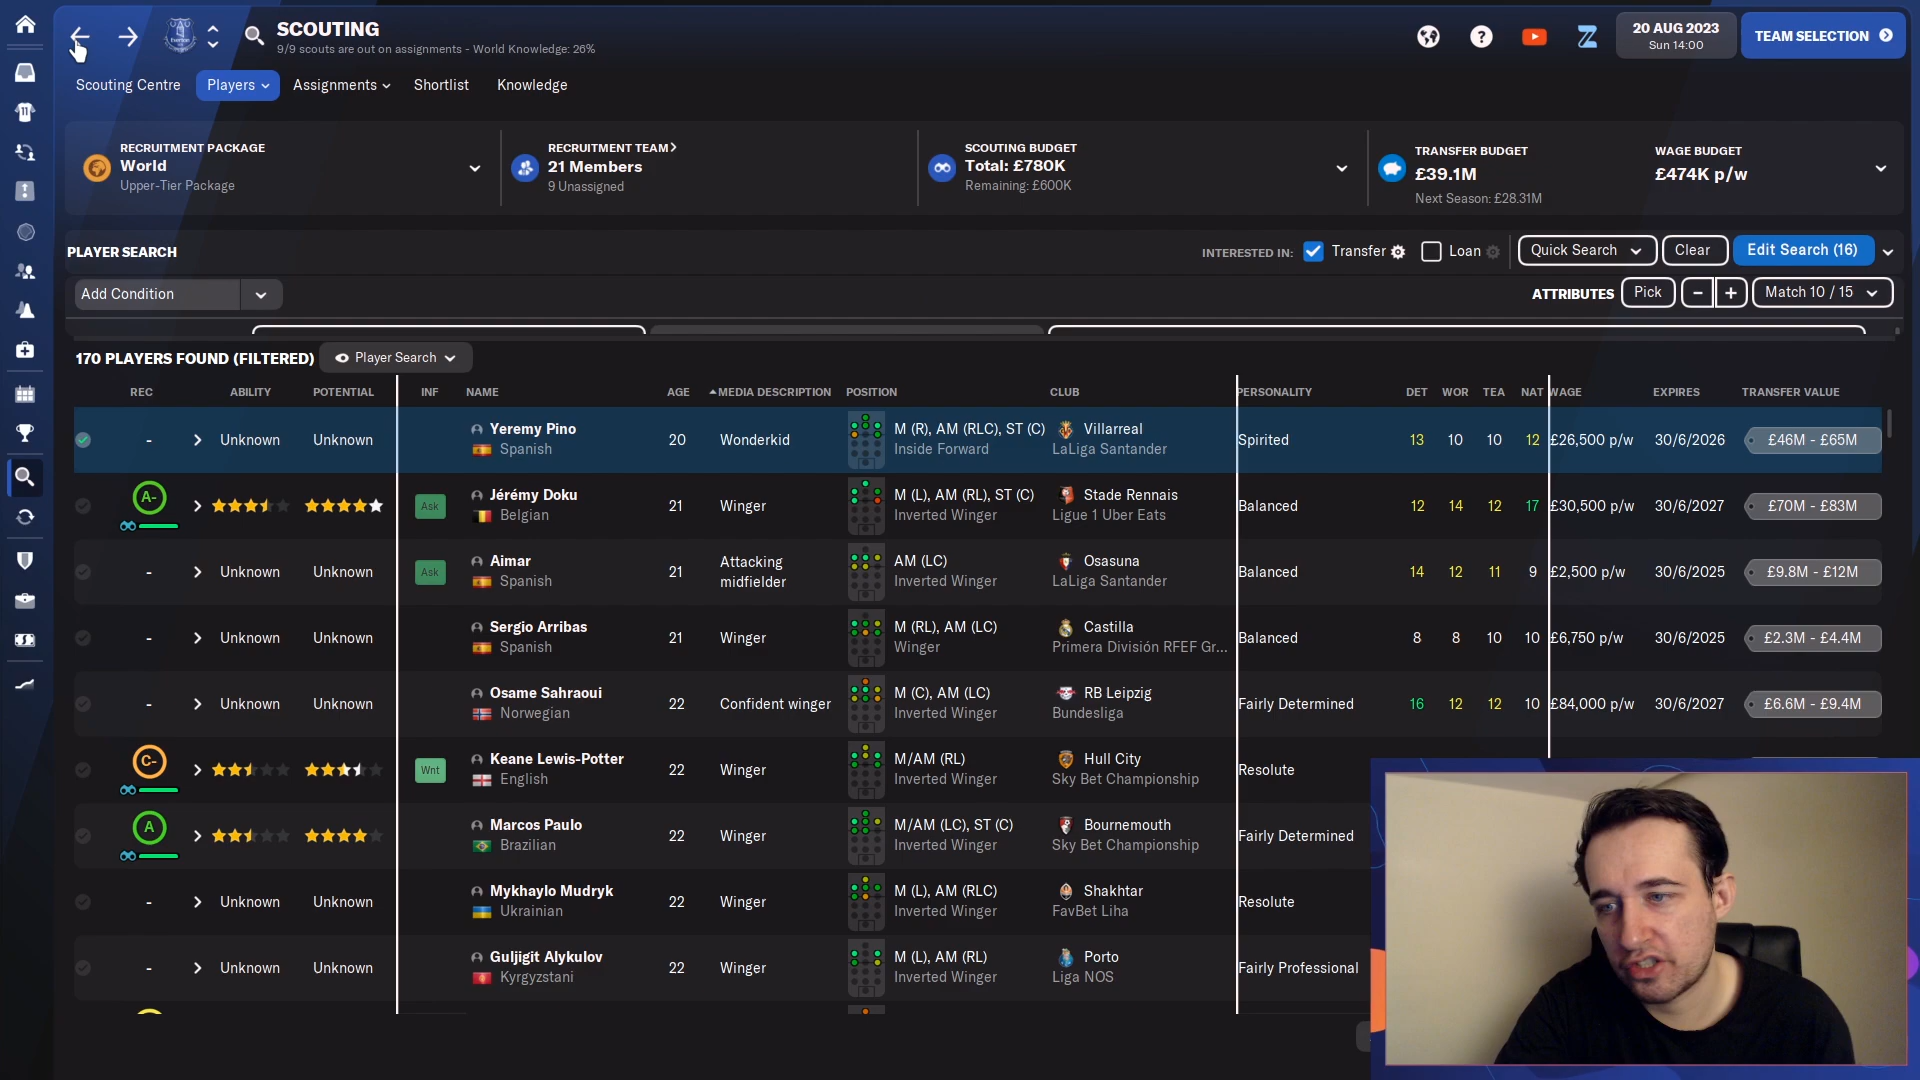 SCOUTING
9/9 scouts are out on assignments - World Knowledge: 26%
20 AUG 2023
Sun 14:00
TEAM SELECTION
Scouting Centre
Players
Assignments
Shortlist
Knowledge
RECRUITMENT PACKAGE
World
Upper-Tier Package
RECRUITMENT TEAM
21 Members
9 Unassigned
SCOUTING BUDGET
Total: £780K
Remaining: £600K
TRANSFER BUDGET
£39.1M
Next Season: £28.31M
WAGE BUDGET
£474K p/w
PLAYER SEARCH
INTERESTED IN:
Transfer
Loan
Quick Search
Clear
Edit Search (16)
Add Condition
ATTRIBUTES
Pick
- +
Match 10 / 15
170 PLAYERS FOUND (FILTERED)
Player Search
REC ABILITY POTENTIAL INF NAME AGE MEDIA DESCRIPTION POSITION CLUB PERSONALITY DET WOR TEA NAT WAGE EXPIRES TRANSFER VALUE
- Unknown Unknown Yeremy Pino 20 Wonderkid M (R), AM (RLC), ST (C) Villarreal Spirited 13 10 10 12 £26,500 p/w 30/6/2026 £46M - £65M
Spanish Inside Forward LaLiga Santander
A- Ask Jérémy Doku 21 Winger M (L), AM (RL), ST (C) Stade Rennais Balanced 12 14 12 17 £30,500 p/w 30/6/2027 £70M - £83M
Belgian Inverted Winger Ligue 1 Uber Eats
- Unknown Unknown Ask Aimar 21 Attacking midfielder AM (LC) Osasuna Balanced 14 12 11 9 £2,500 p/w 30/6/2025 £9.8M - £12M
Spanish Inverted Winger LaLiga Santander
- Unknown Unknown Sergio Arribas 21 Winger M (RL), AM (LC) Castilla Balanced 8 8 10 10 £6,750 p/w 30/6/2025 £2.3M - £4.4M
Spanish Winger Primera División RFEF Gr...
- Unknown Unknown Osame Sahraoui 22 Confident winger M (C), AM (LC) RB Leipzig Fairly Determined 16 12 12 10 £84,000 p/w 30/6/2027 £6.6M - £9.4M
Norwegian Inverted Winger Bundesliga
C- Wnt Keane Lewis-Potter 22 Winger M/AM (RL) Hull City Resolute
English Inverted Winger Sky Bet Championship
A Marcos Paulo 22 Winger M/AM (LC), ST (C) Bournemouth Fairly Determined
Brazilian Inverted Winger Sky Bet Championship
- Unknown Unknown Mykhaylo Mudryk 22 Winger M (L), AM (RLC) Shakhtar Resolute
Ukrainian Inverted Winger FavBet Liha
- Unknown Unknown Guljigit Alykulov 22 Winger M (L), AM (RL) Porto Fairly Professional
Kyrgyzstani Inverted Winger Liga NOS